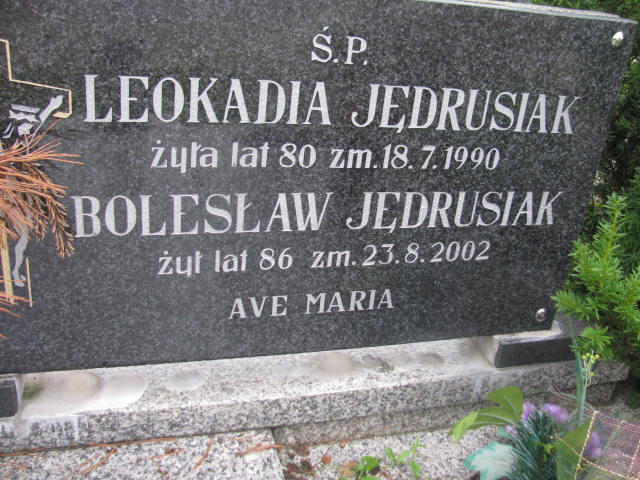 Ś.P.
LEOKADIA JĘDRUSIAK
żyła lat 80 zm.18.7.1990
BOLESŁAW JĘDRUSIAK
żył lat 86 zm.23.8.2002
AVE MARIA